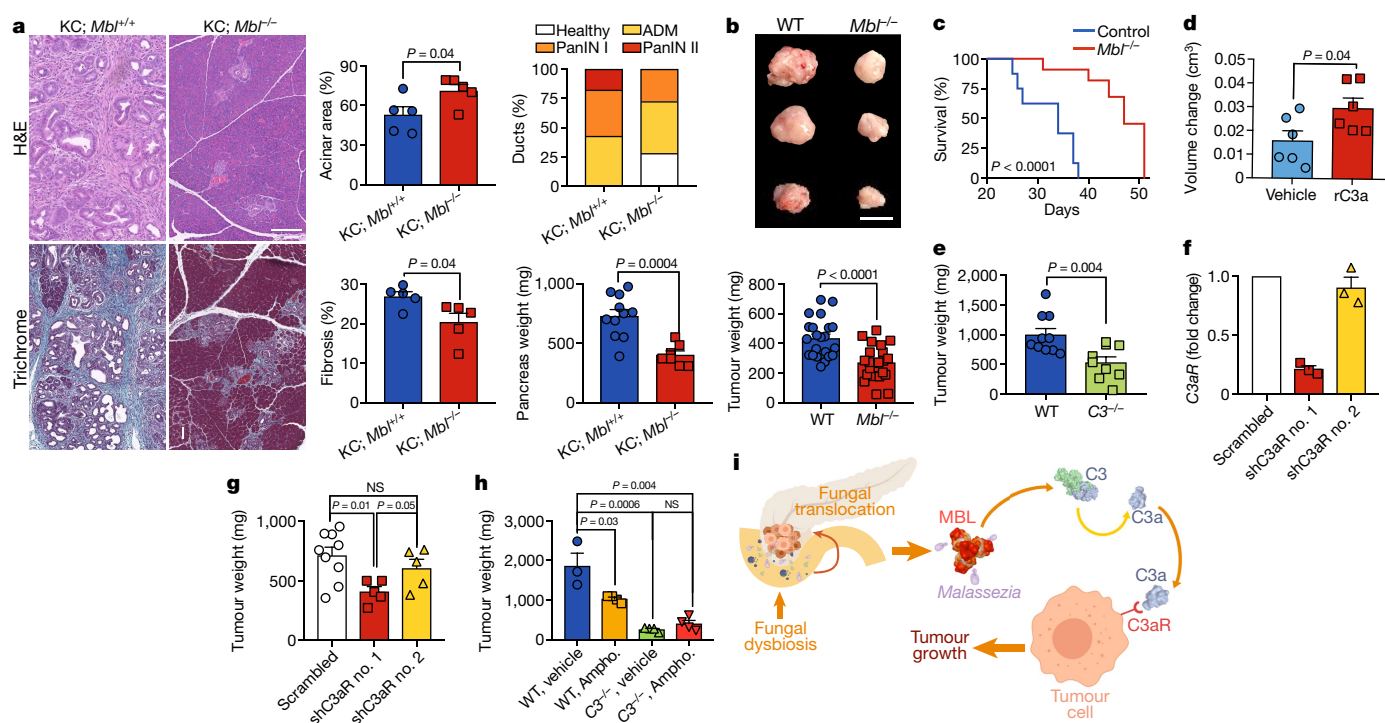 a
KC; Mbl+/+
KC; Mbl–/–
H&E
Trichrome
P = 0.04
Acinar area (%)
90
60
30
0
KC; Mbl+/+
KC; Mbl–/–
Healthy
ADM
PanIN I
PanIN II
Ducts (%)
100
75
50
25
0
KC; Mbl+/+
KC; Mbl–/–
P = 0.04
Fibrosis (%)
30
20
10
0
KC; Mbl+/+
KC; Mbl–/–
P = 0.0004
Pancreas weight (mg)
1,000
500
0
KC; Mbl+/+
KC; Mbl–/–
b
WT
Mbl–/–
P < 0.0001
Tumour weight (mg)
800
600
400
200
0
WT
Mbl–/–
c
Control
Mbl–/–
Survival (%)
100
50
0
P < 0.0001
20
30
40
50
Days
d
P = 0.04
Volume change (cm3)
0.05
0.04
0.03
0.02
0.01
0
Vehicle
rC3a
e
P = 0.004
Tumour weight (mg)
2,000
1,500
1,000
500
0
WT
C3–/–
f
C3aR (fold change)
1.0
0.5
0
Scrambled
shC3aR no. 1
shC3aR no. 2
g
NS
P = 0.01
P = 0.05
Tumour weight (mg)
1,000
500
0
Scrambled
shC3aR no. 1
shC3aR no. 2
h
P = 0.004
P = 0.0006
NS
P = 0.03
Tumour weight (mg)
3,000
2,000
1,000
0
WT, vehicle
WT, Ampho.
C3–/–, vehicle
C3–/–, Ampho.
i
Fungal
translocation
Fungal
dysbiosis
MBL
Malassezia
C3
C3a
C3a
C3aR
Tumour
growth
Tumour
cell